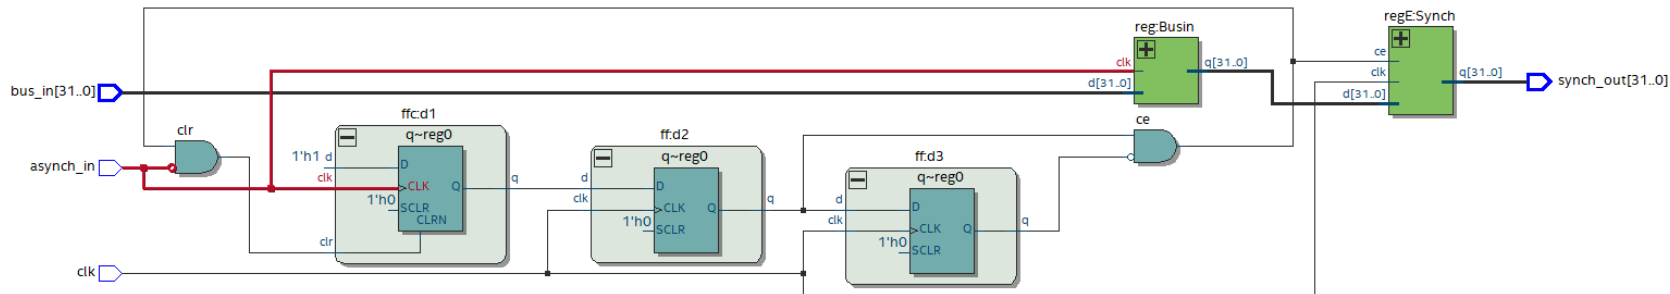 regE:Synch
reg:Busin
ce
clk
q[31..0]
clk
q[31..0]
synch_out[31..0]
bus_in[31..0]
d[31..0]
d[31..0]
ffc:d1
ce
clr
q~reg0
ff:d2
asynch_in
1'h1
d
D
q~reg0
ff:d3
clk
CLK
Q
q
d
D
q~reg0
1'h0
SCLR
clk
CLK
Q
q
d
D
CLRN
1'h0
SCLR
clk
CLK
Q
q
clr
1'h0
SCLR
clk